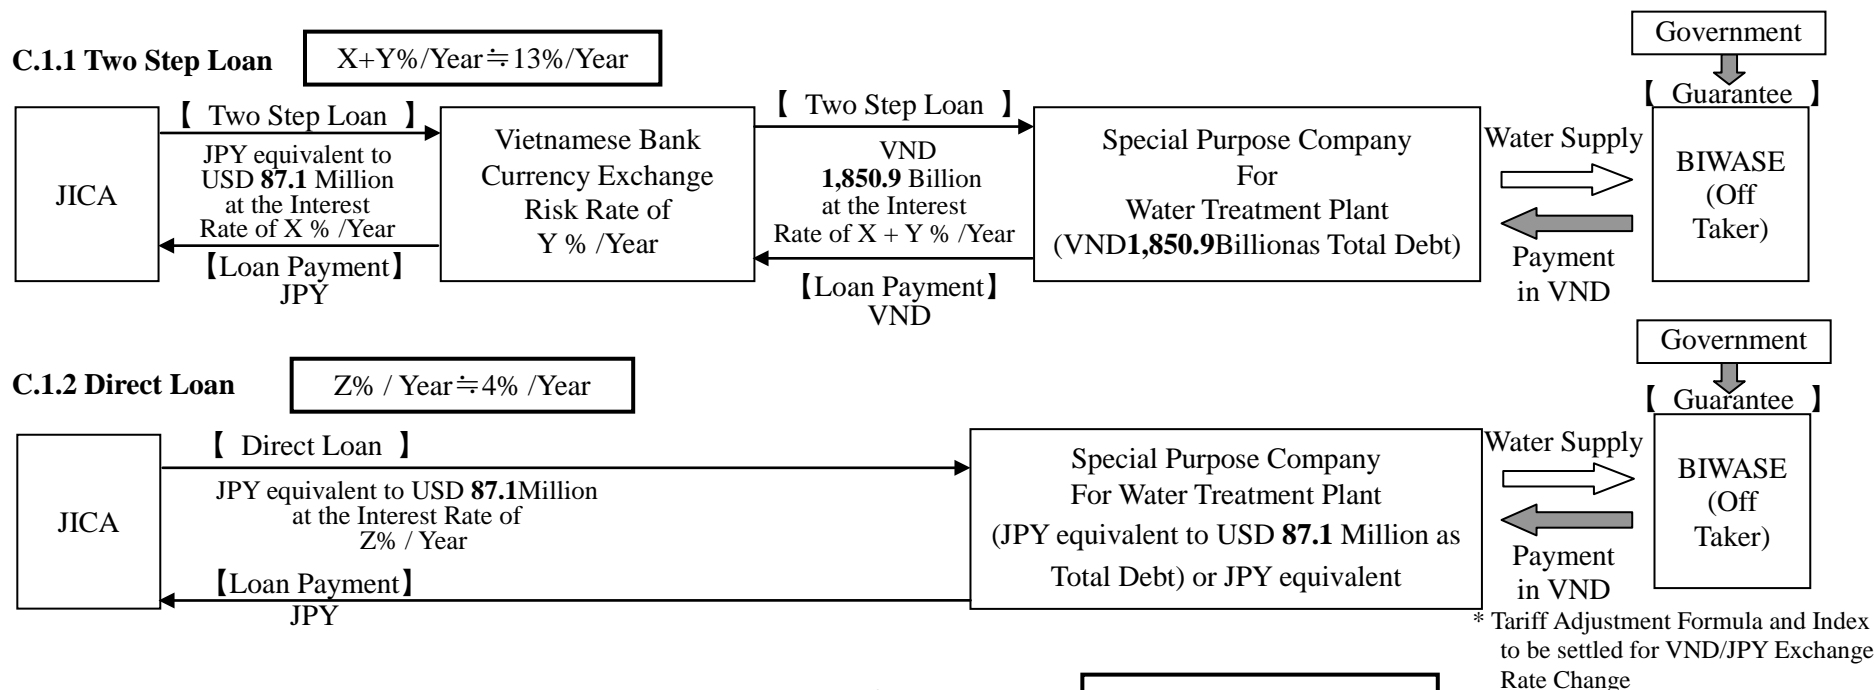 Government
C.1.1 Two Step Loan
X+Y%/Year≒13%/Year
【 Guarantee 】
【 Two Step Loan 】
JPY equivalent to
USD 87.1 Million
at the Interest
Rate of X % /Year
【Loan Payment】
JPY
JICA
Vietnamese Bank
Currency Exchange
Risk Rate of
Y % /Year
【 Two Step Loan 】
VND
1,850.9 Billion
at the Interest
Rate of X + Y % /Year
【Loan Payment】
VND
Special Purpose Company
For
Water Treatment Plant
(VND1,850.9Billionas Total Debt)
Water Supply
Payment
in VND
BIWASE
(Off
Taker)
Government
C.1.2 Direct Loan
Z% / Year≒4% /Year
【 Guarantee 】
JICA
【 Direct Loan 】
JPY equivalent to USD 87.1Million
at the Interest Rate of
Z% / Year
【Loan Payment】
JPY
Special Purpose Company
For Water Treatment Plant
(JPY equivalent to USD 87.1 Million as
Total Debt) or JPY equivalent
Water Supply
Payment
in VND
BIWASE
(Off
Taker)
* Tariff Adjustment Formula and Index
to be settled for VND/JPY Exchange
Rate Change